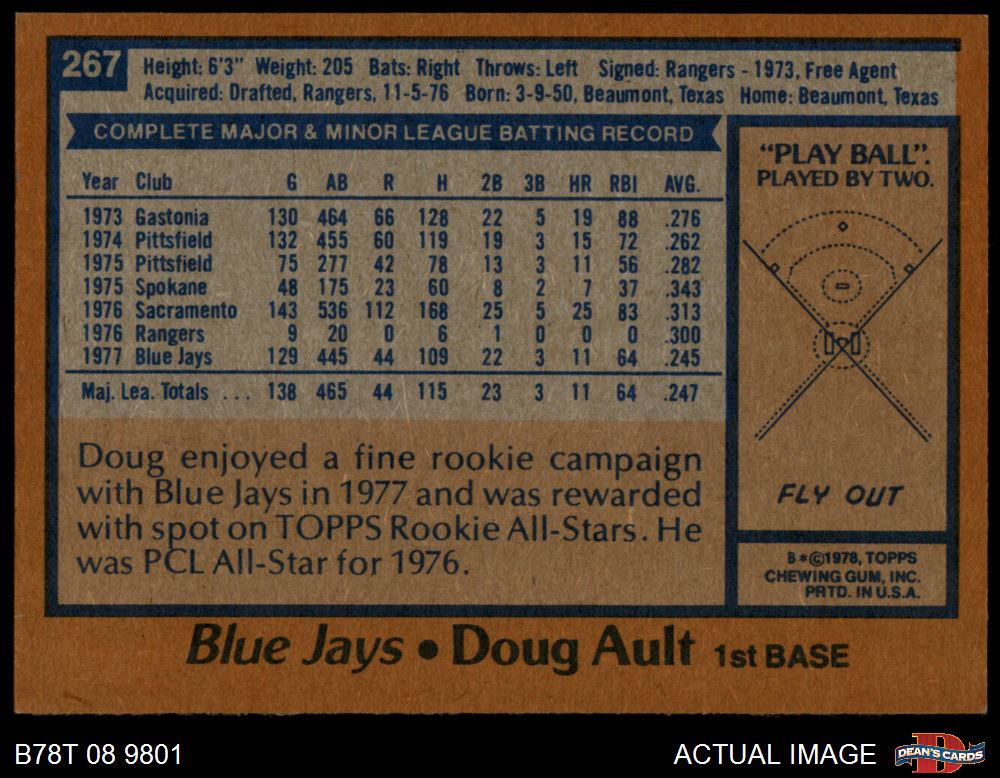 267
Height: 6'3" Weight: 205 Bats: Right Throws: Left Signed: Rangers - 1973, Free Agent
Acquired: Drafted, Rangers, 11-5-76 Born: 3-9-50, Beaumont, Texas Home: Beaumont, Texas
COMPLETE MAJOR & MINOR LEAGUE BATTING RECORD
Year Club G AB R H 2B 3B HR RBI AVG.
1973 Gastonia 130 464 66 128 22 5 19 88 .276
1974 Pittsfield 132 455 60 119 19 3 15 72 .262
1975 Pittsfield 75 277 42 78 13 3 11 56 .282
1975 Spokane 48 175 23 60 8 2 7 37 .343
1976 Sacramento 143 536 112 168 25 5 25 83 .313
1976 Rangers 9 20 0 6 1 0 0 0 .300
1977 Blue Jays 129 445 44 109 22 3 11 64 .245
Maj. Lea. Totals ... 138 465 44 115 23 3 11 64 .247
Doug enjoyed a fine rookie campaign
with Blue Jays in 1977 and was rewarded
with spot on TOPPS Rookie All-Stars. He
was PCL All-Star for 1976.
"PLAY BALL".
PLAYED BY TWO.
FLY OUT
B*©1978, TOPPS
CHEWING GUM, INC.
PRTD. IN U.S.A.
Blue Jays • Doug Ault 1st BASE
B78T 08 9801
ACTUAL IMAGE
DEAN'S CARDS